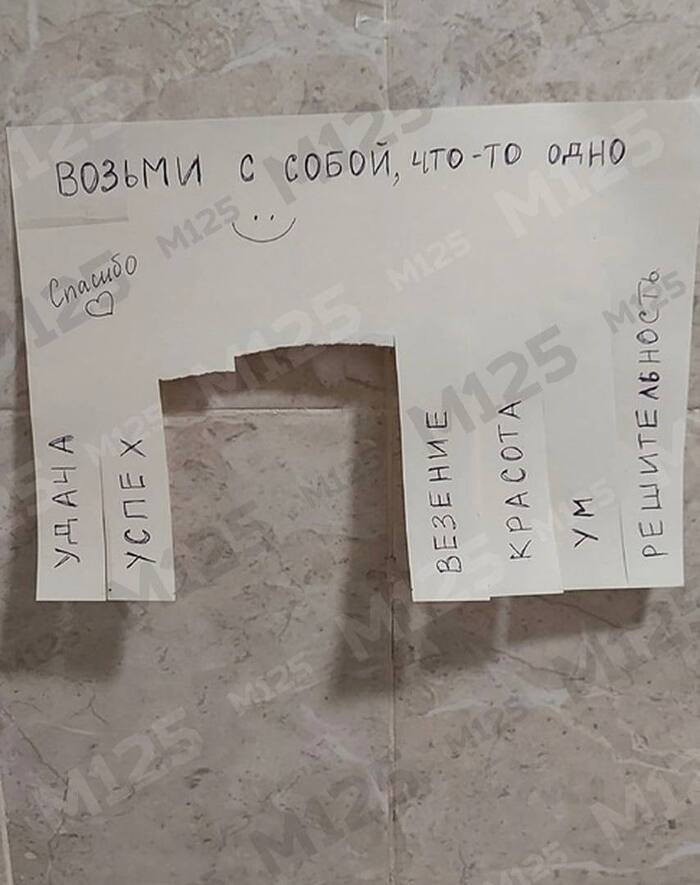 ВОЗЬМИ С СОБОЙ, ЧТО-ТО ОДНО
Спасибо
УДАЧА
УСПЕХ
ВЕЗЕНИЕ
КРАСОТА
УМ
РЕШИТЕЛЬНОСТЬ
M125